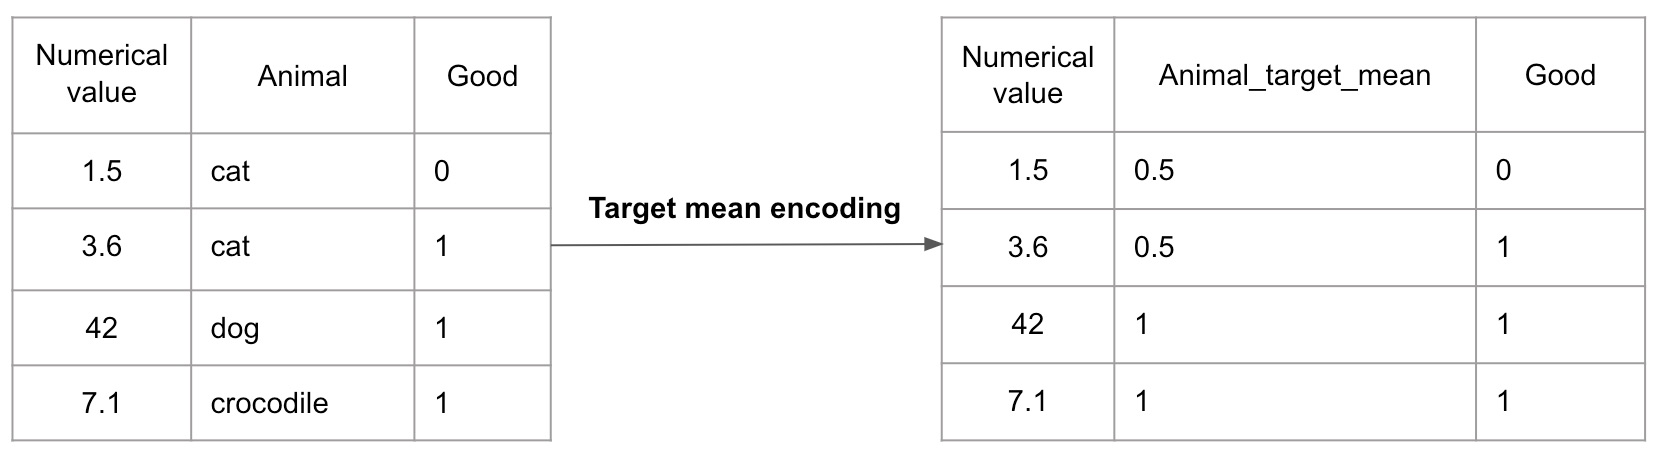 Numerical
value
Animal
Good
1.5
cat
0
3.6
cat
1
42
dog
1
7.1
crocodile
1
Target mean encoding
Numerical
value
Animal_target_mean
Good
1.5
0.5
0
3.6
0.5
1
42
1
1
7.1
1
1